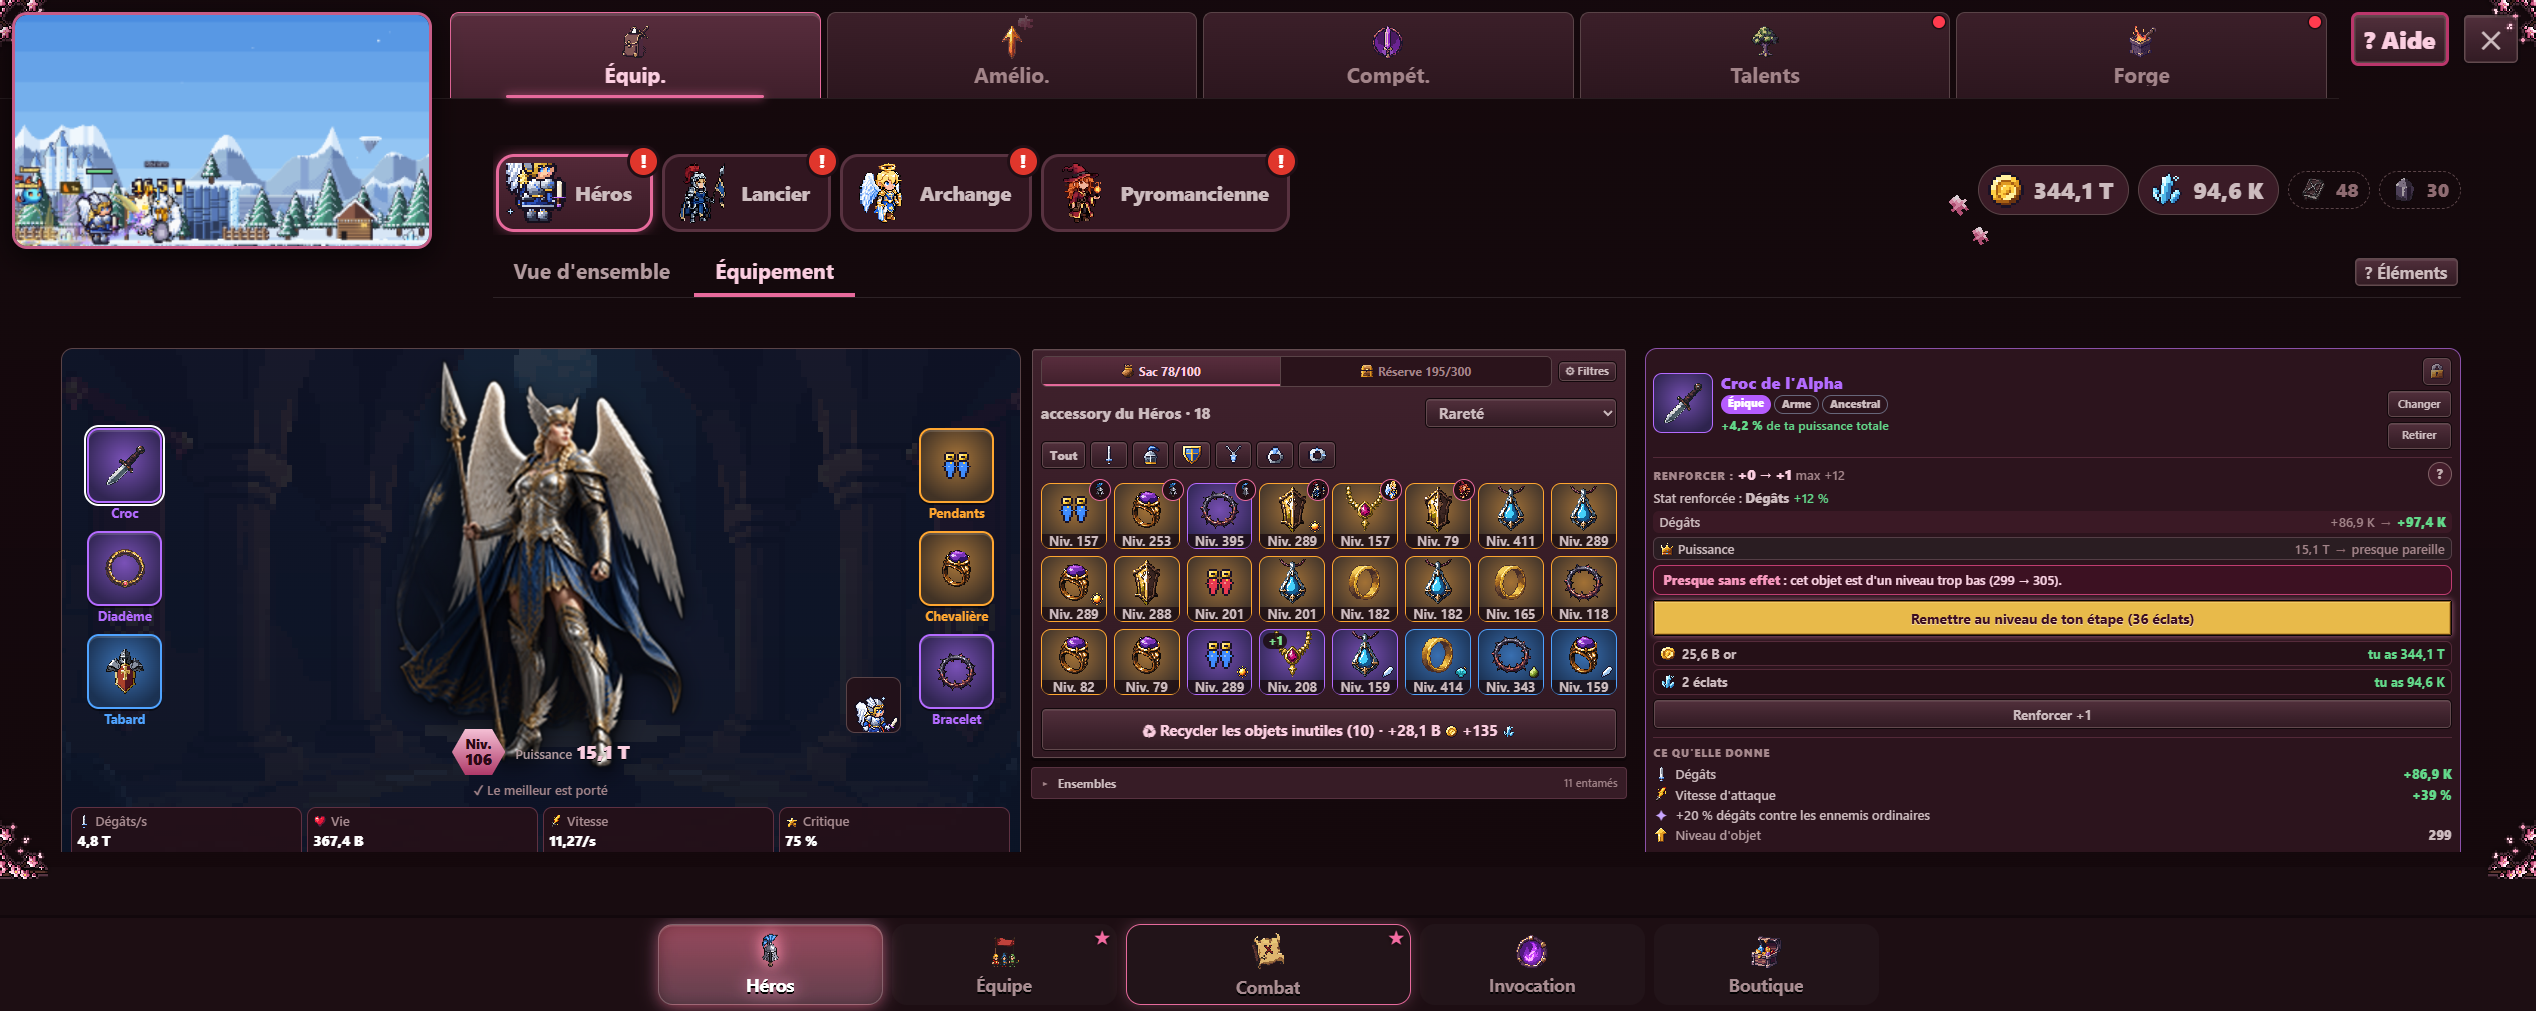 Équip.
Amélio.
Compét.
Talents
Forge
? Aide
Héros
Lancier
Archange
Pyromancienne
344,1 T
94,6 K
48
30
Vue d'ensemble
Équipement
? Éléments
Croc
Diadème
Tabard
Pendants
Chevalière
Bracelet
Niv. 106
Puissance 15,1 T
✓ Le meilleur est porté
Dégâts/s
4,8 T
Vie
367,4 B
Vitesse
11,27/s
Critique
75 %
Sac 78/100
Réserve 195/300
Filtres
accessory du Héros · 18
Rareté
Tout
Niv. 157
Niv. 253
Niv. 395
Niv. 289
Niv. 157
Niv. 79
Niv. 411
Niv. 289
Niv. 289
Niv. 288
Niv. 201
Niv. 201
Niv. 182
Niv. 182
Niv. 165
Niv. 118
+1
Niv. 82
Niv. 79
Niv. 289
Niv. 208
Niv. 159
Niv. 414
Niv. 343
Niv. 159
Recycler les objets inutiles (10) · +28,1 B +135
Ensembles
11 entamés
Croc de l'Alpha
Épique
Arme
Ancestral
+4,2 % de ta puissance totale
Changer
Retirer
RENFORCER : +0 → +1 max +12
?
Stat renforcée : Dégâts +12 %
Dégâts
+86,9 K → +97,4 K
Puissance
15,1 T → presque pareille
Presque sans effet : cet objet est d'un niveau trop bas (299 → 305).
Remettre au niveau de ton étape (36 éclats)
25,6 B or
tu as 344,1 T
2 éclats
tu as 94,6 K
Renforcer +1
CE QU'ELLE DONNE
Dégâts
+86,9 K
Vitesse d'attaque
+39 %
+20 % dégâts contre les ennemis ordinaires
Niveau d'objet
299
Héros
Équipe
Combat
Invocation
Boutique